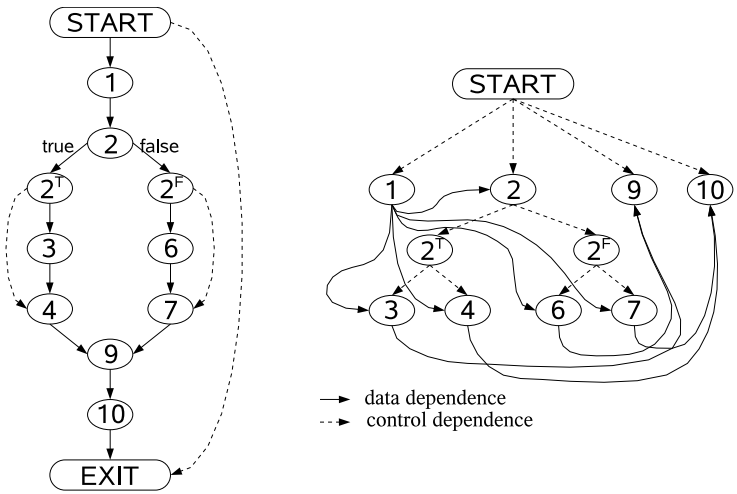 START
1
2
true
false
2ᵀ
2ꟳ
3
6
4
7
9
10
EXIT
START
1
2
9
10
2ᵀ
2ꟳ
3
4
6
7
data dependence
control dependence